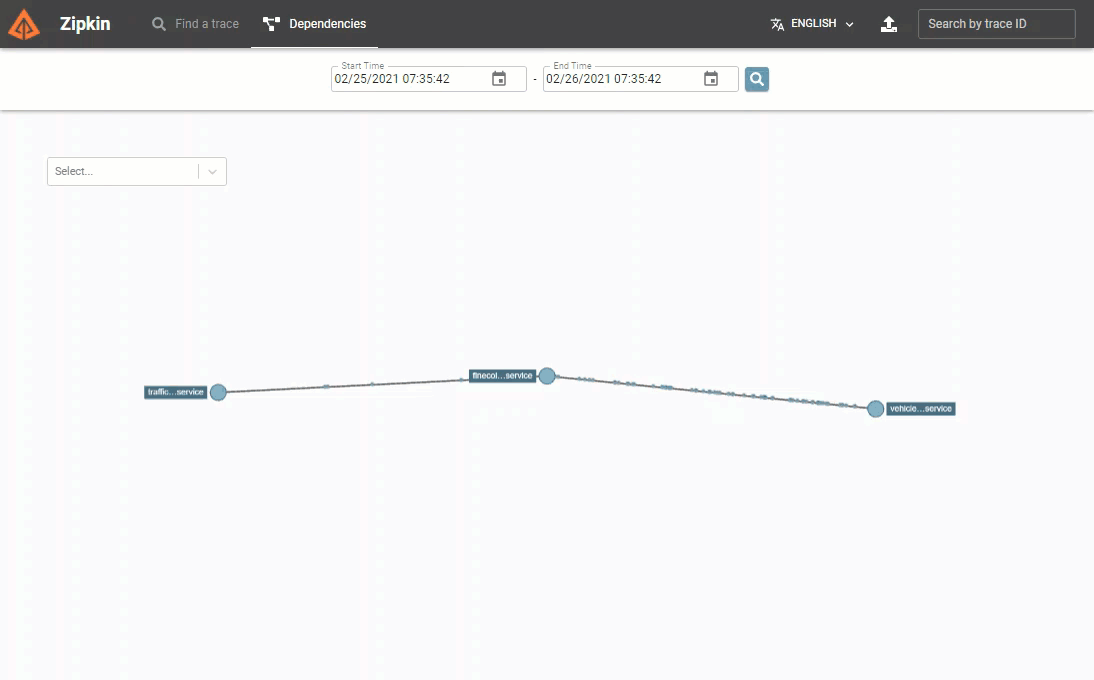 Zipkin
Find a trace
Dependencies
ENGLISH
Search by trace ID
Start Time
02/25/2021 07:35:42
-
End Time
02/26/2021 07:35:42
Select...
traffic...service
finecol...service
vehicle...service